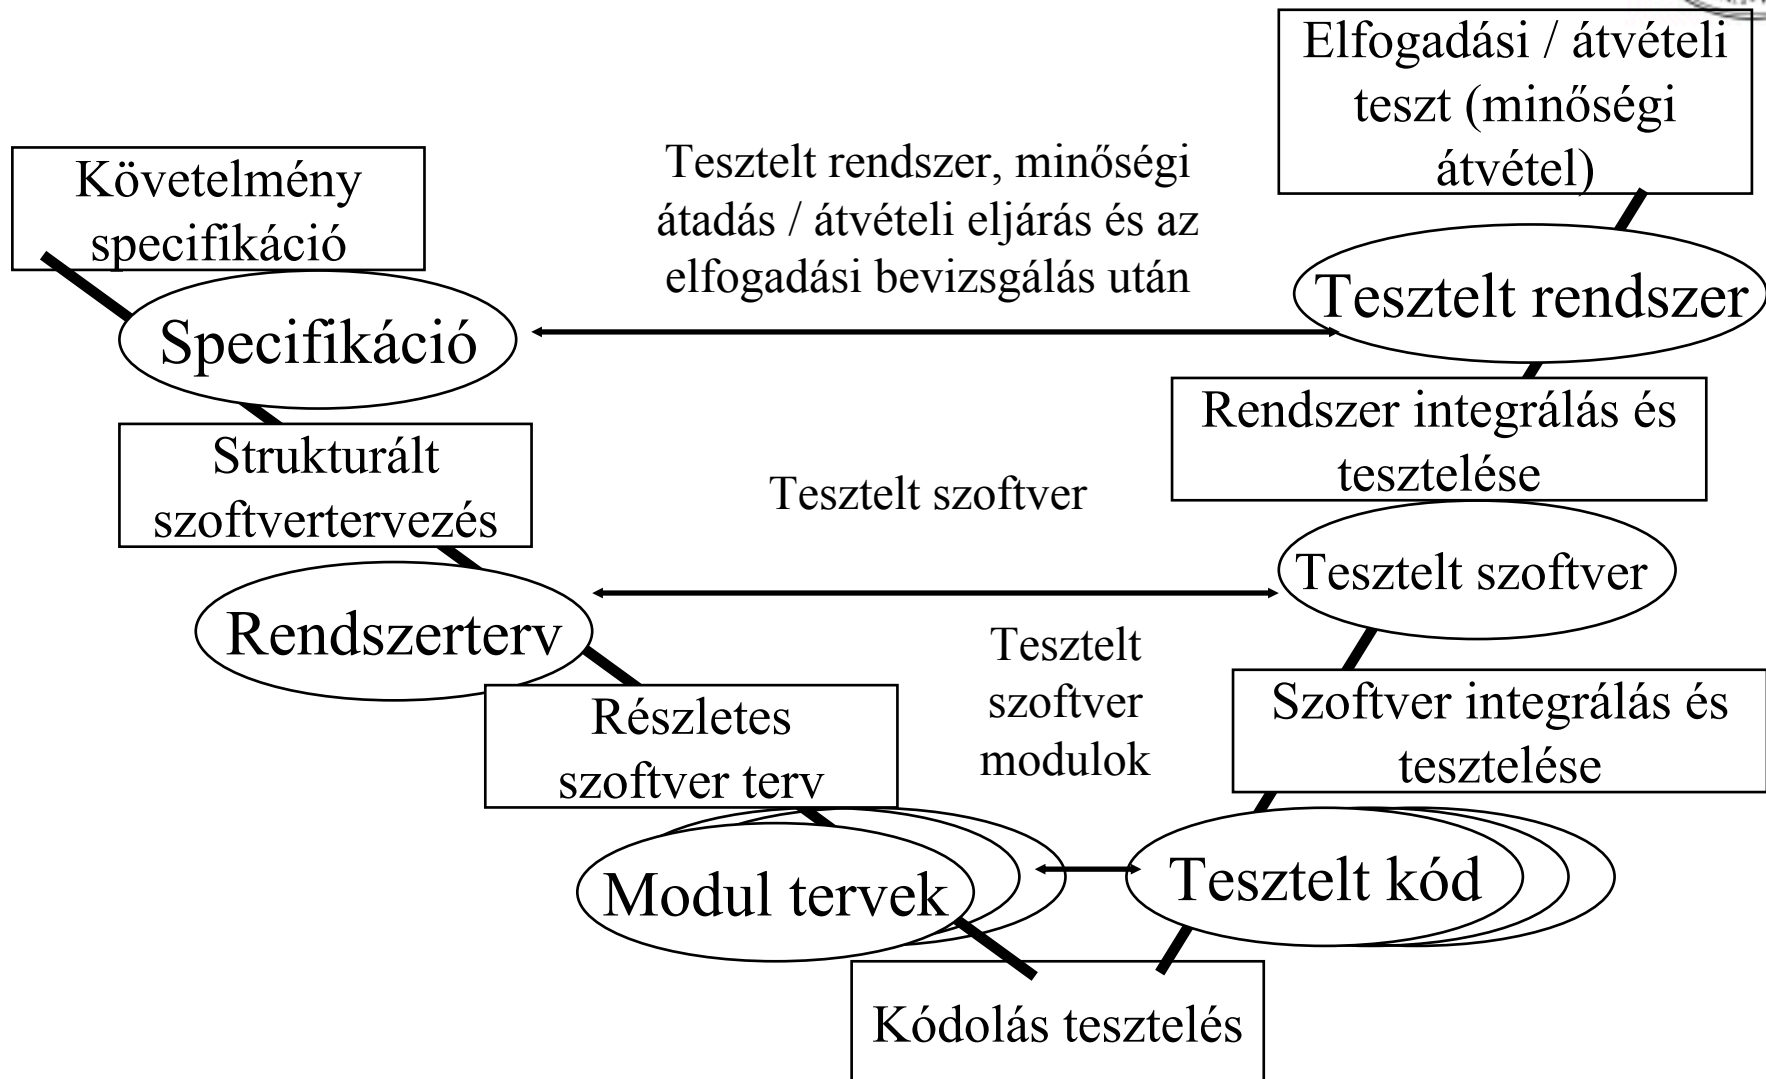 Elfogadási / átvételi
teszt (minőségi
átvétel)
Követelmény
specifikáció
Tesztelt rendszer, minőségi
átadás / átvételi eljárás és az
elfogadási bevizsgálás után
Tesztelt rendszer
Specifikáció
Rendszer integrálás és
tesztelése
Strukturált
szoftvertervezés
Tesztelt szoftver
Tesztelt szoftver
Rendszerterv
Tesztelt
szoftver
modulok
Részletes
szoftver terv
Szoftver integrálás és
tesztelése
Modul tervek
Tesztelt kód
Kódolás tesztelés